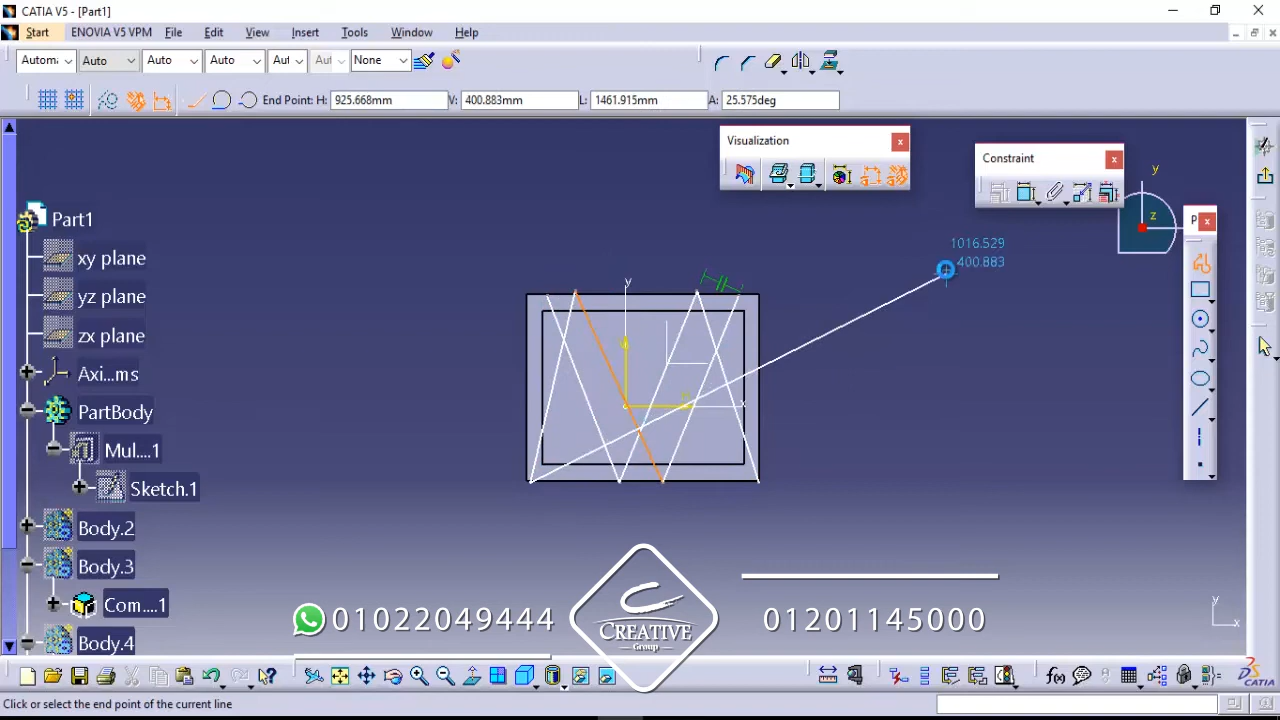 CATIA V5 - [Part1]
Start ENOVIA V5 VPM File Edit View Insert Tools Window Help
Autom Auto Auto Auto Aut Aut None
End Point: H: 925.668mm V: 400.883mm L: 1461.915mm A: 25.575deg
Visualization
Constraint
y
z
P
Part1
1016.529
400.883
xy plane
y
yz plane
zx plane
Axi...ms
x
PartBody
Mul....1
Sketch.1
Body.2
Body.3
Com....1
Body.4
01022049444
CREATIVE
Group
01201145000
y
x
f(x)
CATIA
Click or select the end point of the current line